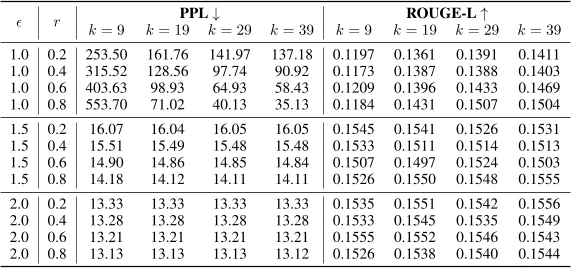 ϵ r PPL ↓ ROUGE-L ↑
k = 9 k = 19 k = 29 k = 39 k = 9 k = 19 k = 29 k = 39
1.0 0.2 253.50 161.76 141.97 137.18 0.1197 0.1361 0.1391 0.1411
1.0 0.4 315.52 128.56 97.74 90.92 0.1173 0.1387 0.1388 0.1403
1.0 0.6 403.63 98.93 64.93 58.43 0.1209 0.1396 0.1433 0.1469
1.0 0.8 553.70 71.02 40.13 35.13 0.1184 0.1431 0.1507 0.1504
1.5 0.2 16.07 16.04 16.05 16.05 0.1545 0.1541 0.1526 0.1531
1.5 0.4 15.51 15.49 15.48 15.48 0.1533 0.1511 0.1514 0.1513
1.5 0.6 14.90 14.86 14.85 14.84 0.1507 0.1497 0.1524 0.1503
1.5 0.8 14.18 14.12 14.11 14.11 0.1526 0.1550 0.1548 0.1555
2.0 0.2 13.33 13.33 13.33 13.33 0.1535 0.1551 0.1542 0.1556
2.0 0.4 13.28 13.28 13.28 13.28 0.1533 0.1545 0.1535 0.1549
2.0 0.6 13.21 13.21 13.21 13.21 0.1555 0.1552 0.1546 0.1543
2.0 0.8 13.13 13.13 13.13 13.12 0.1526 0.1538 0.1540 0.1544